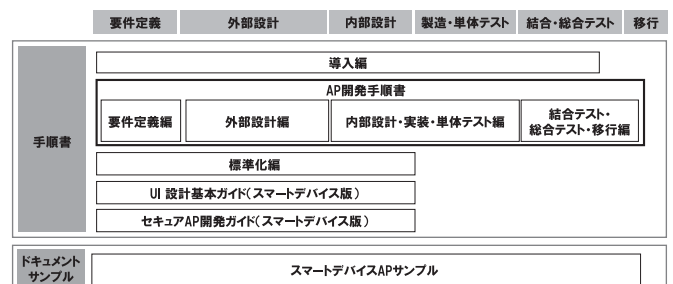 要件定義 外部設計 内部設計 製造・単体テスト 結合・総合テスト 移行
手順書
導入編
AP開発手順書
要件定義編 外部設計編 内部設計・実装・単体テスト編 結合テスト・
総合テスト・移行編
標準化編
UI 設計基本ガイド(スマートデバイス版)
セキュアAP開発ガイド(スマートデバイス版)
ドキュメント
サンプル
スマートデバイスAPサンプル